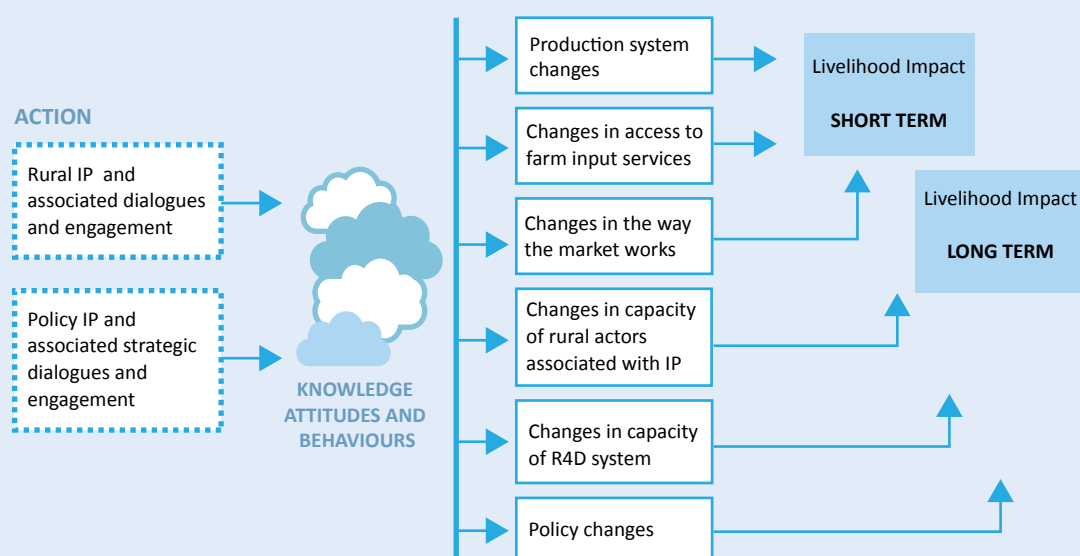 ACTION
Rural IP and
associated dialogues
and engagement
Policy IP and
associated strategic
dialogues and
engagement
KNOWLEDGE
ATTITUDES AND
BEHAVIOURS
Production system
changes
Changes in access to
farm input services
Changes in the way
the market works
Changes in capacity
of rural actors
associated with IP
Changes in capacity
of R4D system
Policy changes
Livelihood Impact
SHORT TERM
Livelihood Impact
LONG TERM